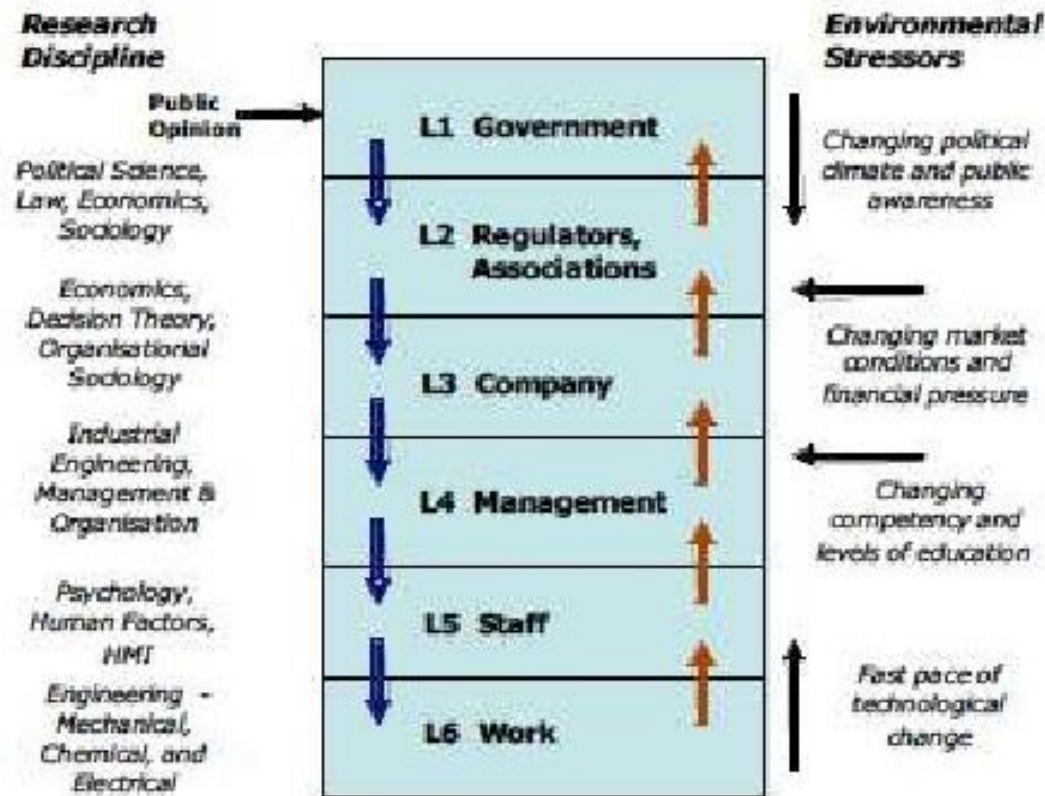 Research
Discipline
Public
Opinion
Political Science,
Law, Economics,
Sociology
Economics,
Decision Theory,
Organisational
Sociology
Industrial
Engineering,
Management &
Organisation
Psychology,
Human Factors,
HMI
Engineering -
Mechanical,
Chemical, and
Electrical
L1 Government
L2 Regulators,
Associations
L3 Company
L4 Management
L5 Staff
L6 Work
Environmental
Stressors
Changing political
climate and public
awareness
Changing market
conditions and
financial pressure
Changing
competency and
levels of education
Fast pace of
technological
change